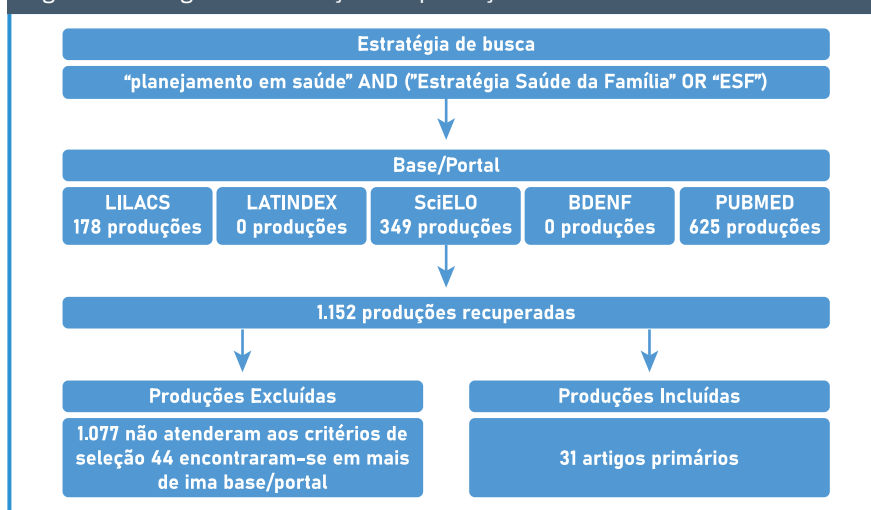 Estratégia de busca
“planejamento em saúde” AND (”Estratégia Saúde da Família” OR “ESF”)
Base/Portal
LILACS
178 produções
LATINDEX
0 produções
SciELO
349 produções
BDENF
0 produções
PUBMED
625 produções
1.152 produções recuperadas
Produções Excluídas
1.077 não atenderam aos critérios de
seleção 44 encontraram-se em mais
de ima base/portal
Produções Incluídas
31 artigos primários